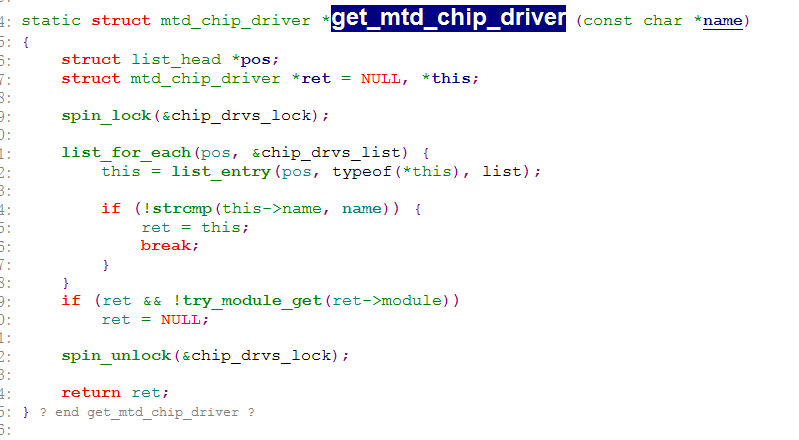 4: static struct mtd_chip_driver *get_mtd_chip_driver (const char *name)
5: {
6:     struct list_head *pos;
7:     struct mtd_chip_driver *ret = NULL, *this;
8:
9:     spin_lock(&chip_drvs_lock);
0:
1:     list_for_each(pos, &chip_drvs_list) {
2:         this = list_entry(pos, typeof(*this), list);
3:
4:         if (!strcmp(this->name, name)) {
5:             ret = this;
6:             break;
7:         }
8:     }
9:     if (ret && !try_module_get(ret->module))
0:         ret = NULL;
1:
2:     spin_unlock(&chip_drvs_lock);
3:
4:     return ret;
5: } ? end get_mtd_chip_driver ?
6: